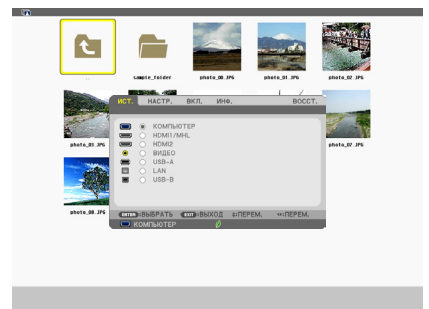 ...
sample_folder
photo_00.JPG
photo_01.JPG
photo_02.JPG
ИСТ. НАСТР. ВКЛ. ИНФ. ВОССТ.
КОМПЬЮТЕР
HDMI1/MHL
HDMI2
ВИДЕО
USB-A
LAN
USB-B
photo_03.JPG
photo_07.JPG
photo_08.JPG
ENTER :ВЫБРАТЬ EXIT :ВЫХОД ↕:ПЕРЕМ. ↔:ПЕРЕМ.
КОМПЬЮТЕР